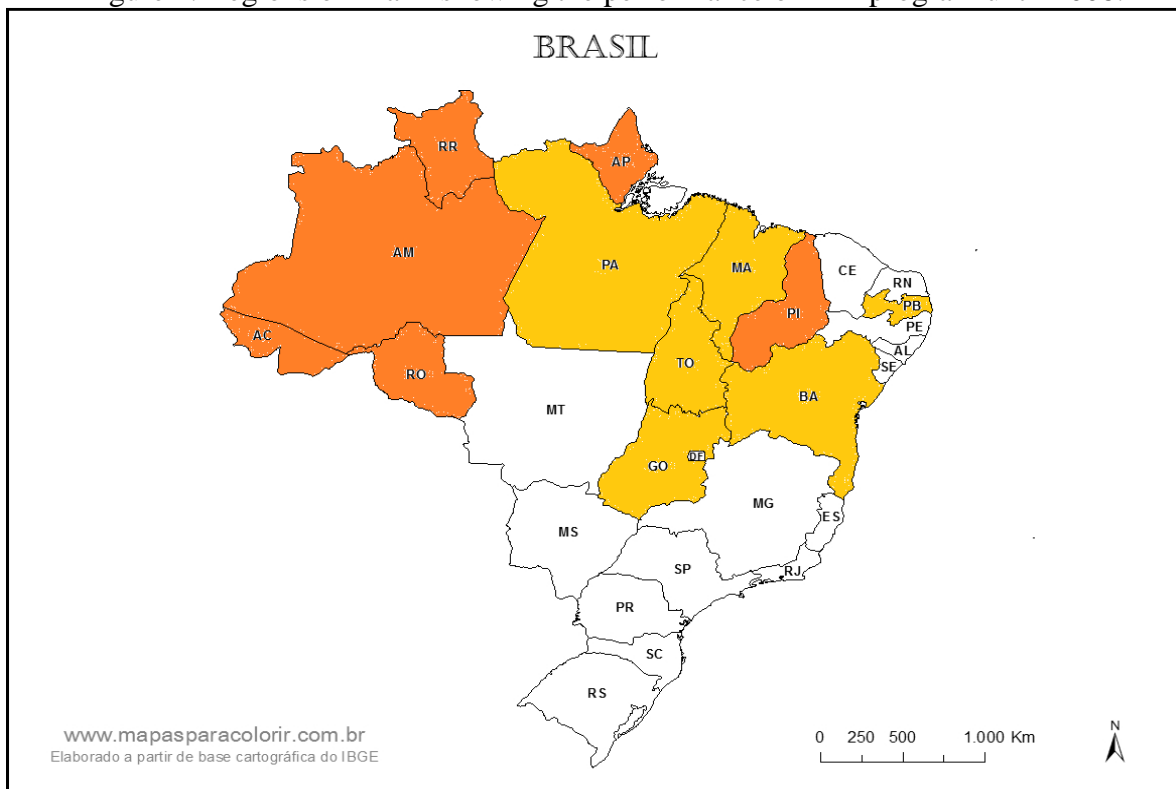 BRASIL
RR
AP
AM
PA
MA
CE
RN
PB
PI
PE
AC
AL
SE
RO
TO
BA
MT
GO
DF
MG
ES
MS
SP
RJ
PR
SC
RS
www.mapasparacolorir.com.br
Elaborado a partir de base cartográfica do IBGE
0 250 500 1.000 Km
N